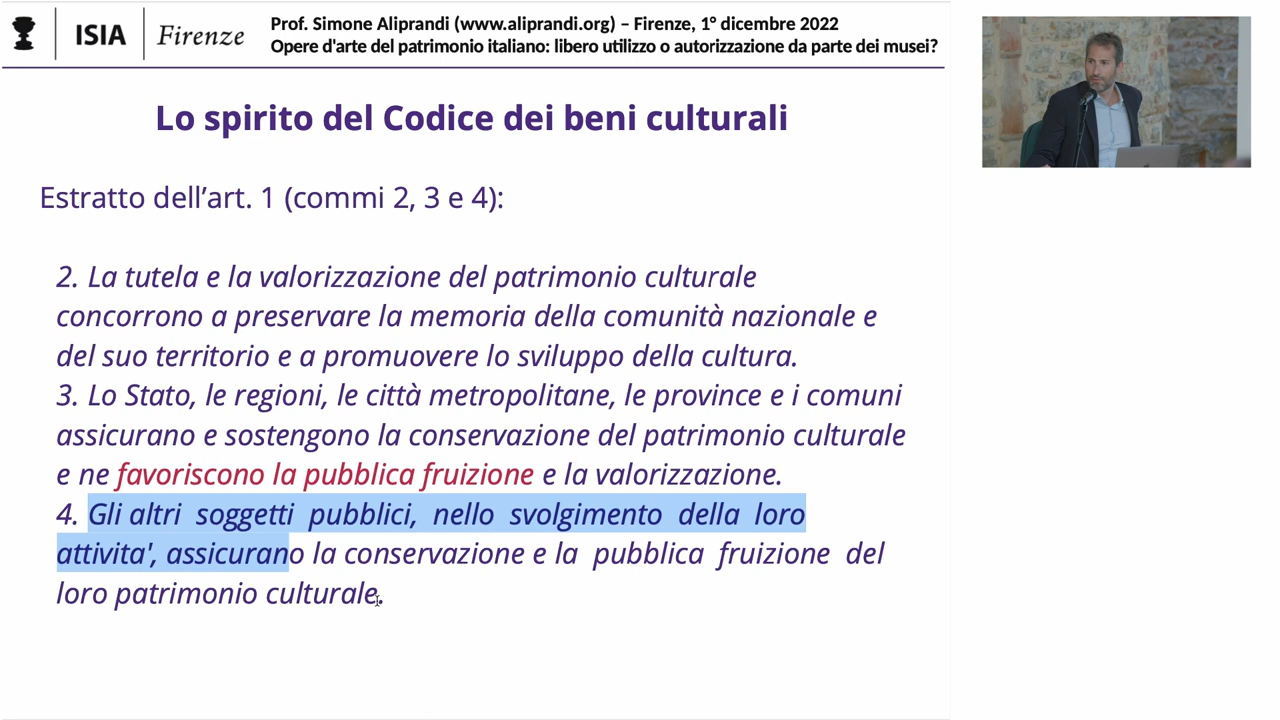 ISIA Firenze
Prof. Simone Aliprandi (www.aliprandi.org) – Firenze, 1° dicembre 2022
Opere d'arte del patrimonio italiano: libero utilizzo o autorizzazione da parte dei musei?
Lo spirito del Codice dei beni culturali
Estratto dell’art. 1 (commi 2, 3 e 4):
2. La tutela e la valorizzazione del patrimonio culturale
concorrono a preservare la memoria della comunità nazionale e
del suo territorio e a promuovere lo sviluppo della cultura.
3. Lo Stato, le regioni, le città metropolitane, le province e i comuni
assicurano e sostengono la conservazione del patrimonio culturale
e ne favoriscono la pubblica fruizione e la valorizzazione.
4. Gli altri soggetti pubblici, nello svolgimento della loro
attivita', assicurano la conservazione e la pubblica fruizione del
loro patrimonio culturale.